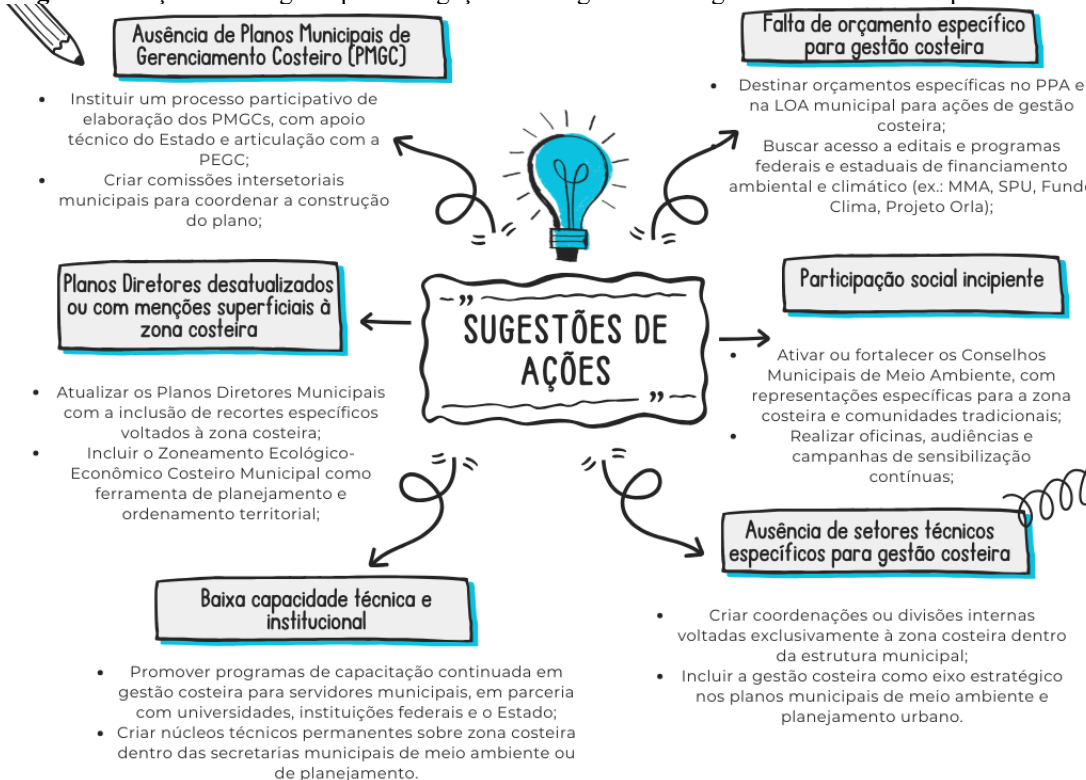 Ausência de Planos Municipais de
Gerenciamento Costeiro (PMGC)
Instituir um processo participativo de
elaboração dos PMGCs, com apoio
técnico do Estado e articulação com a
PEGC;
Criar comissões intersetoriais
municipais para coordenar a construção
do plano;
Falta de orçamento específico
para gestão costeira
Destinar orçamentos específicas no PPA e
na LOA municipal para ações de gestão
costeira;
Buscar acesso a editais e programas
federais e estaduais de financiamento
ambiental e climático (ex.: MMA, SPU, Fundo
Clima, Projeto Orla);
Planos Diretores desatualizados
ou com menções superficiais à
zona costeira
Atualizar os Planos Diretores Municipais
com a inclusão de recortes específicos
voltados à zona costeira;
Incluir o Zoneamento Ecológico-
Econômico Costeiro Municipal como
ferramenta de planejamento e
ordenamento territorial;
SUGESTÕES DE
AÇÕES
Participação social incipiente
Ativar ou fortalecer os Conselhos
Municipais de Meio Ambiente, com
representações específicas para a zona
costeira e comunidades tradicionais;
Realizar oficinas, audiências e
campanhas de sensibilização
contínuas;
Baixa capacidade técnica e
institucional
Promover programas de capacitação continuada em
gestão costeira para servidores municipais, em parceria
com universidades, instituições federais e o Estado;
Criar núcleos técnicos permanentes sobre zona costeira
dentro das secretarias municipais de meio ambiente ou
de planejamento.
Ausência de setores técnicos
específicos para gestão costeira
Criar coordenações ou divisões internas
voltadas exclusivamente à zona costeira dentro
da estrutura municipal;
Incluir a gestão costeira como eixo estratégico
nos planos municipais de meio ambiente e
planejamento urbano.